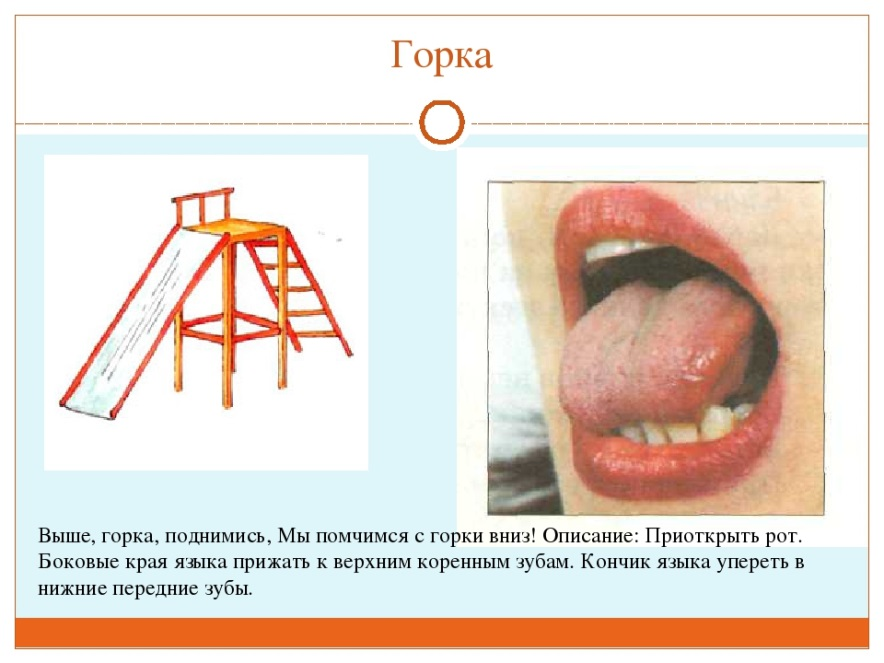 Горка
Выше, горка, поднимись, Мы помчимся с горки вниз! Описание: Приоткрыть рот.
Боковые края языка прижать к верхним коренным зубам. Кончик языка упереть в
нижние передние зубы.